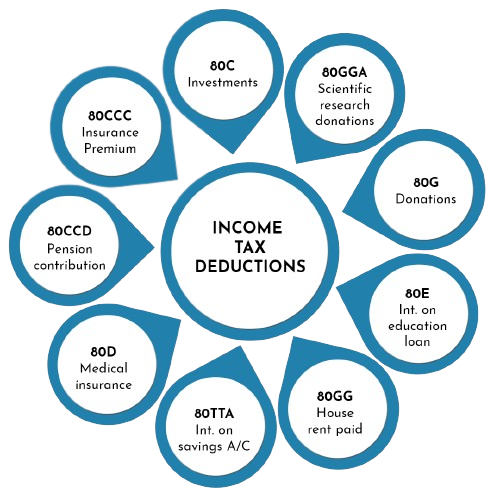 INCOME
TAX
DEDUCTIONS
80C
Investments
80GGA
Scientific
research
donations
80G
Donations
80E
Int. on
education
loan
80GG
House
rent paid
80TTA
Int. on
savings A/C
80D
Medical
insurance
80CCD
Pension
contribution
80CCC
Insurance
Premium